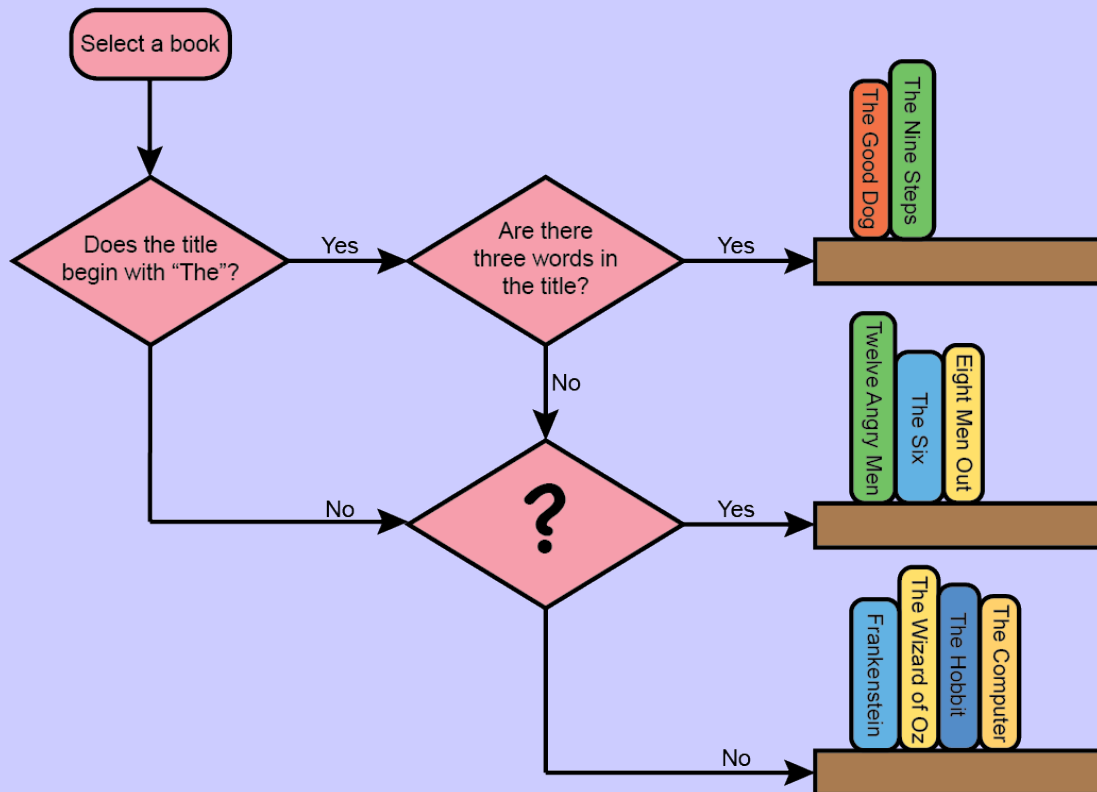 Select a book
Does the title
begin with “The”?
Yes
Are there
three words in
the title?
Yes
The Good Dog
The Nine Steps
No
No
?
Yes
Twelve Angry Men
The Six
Eight Men Out
No
Frankenstein
The Wizard of Oz
The Hobbit
The Computer